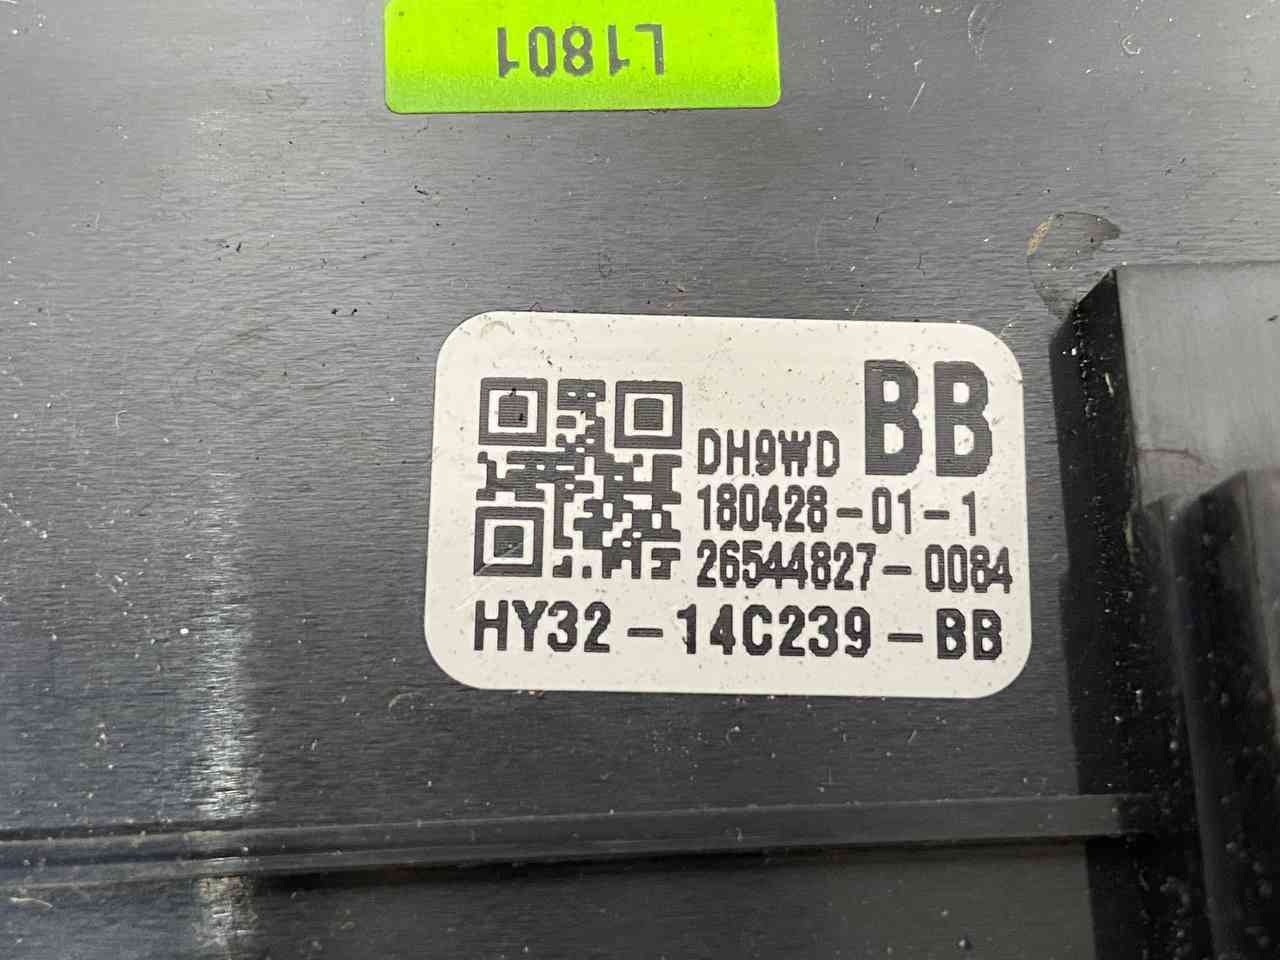 L1801
BB
DH9WD
180428-01-1
26544827-0084
HY32-14C239-BB